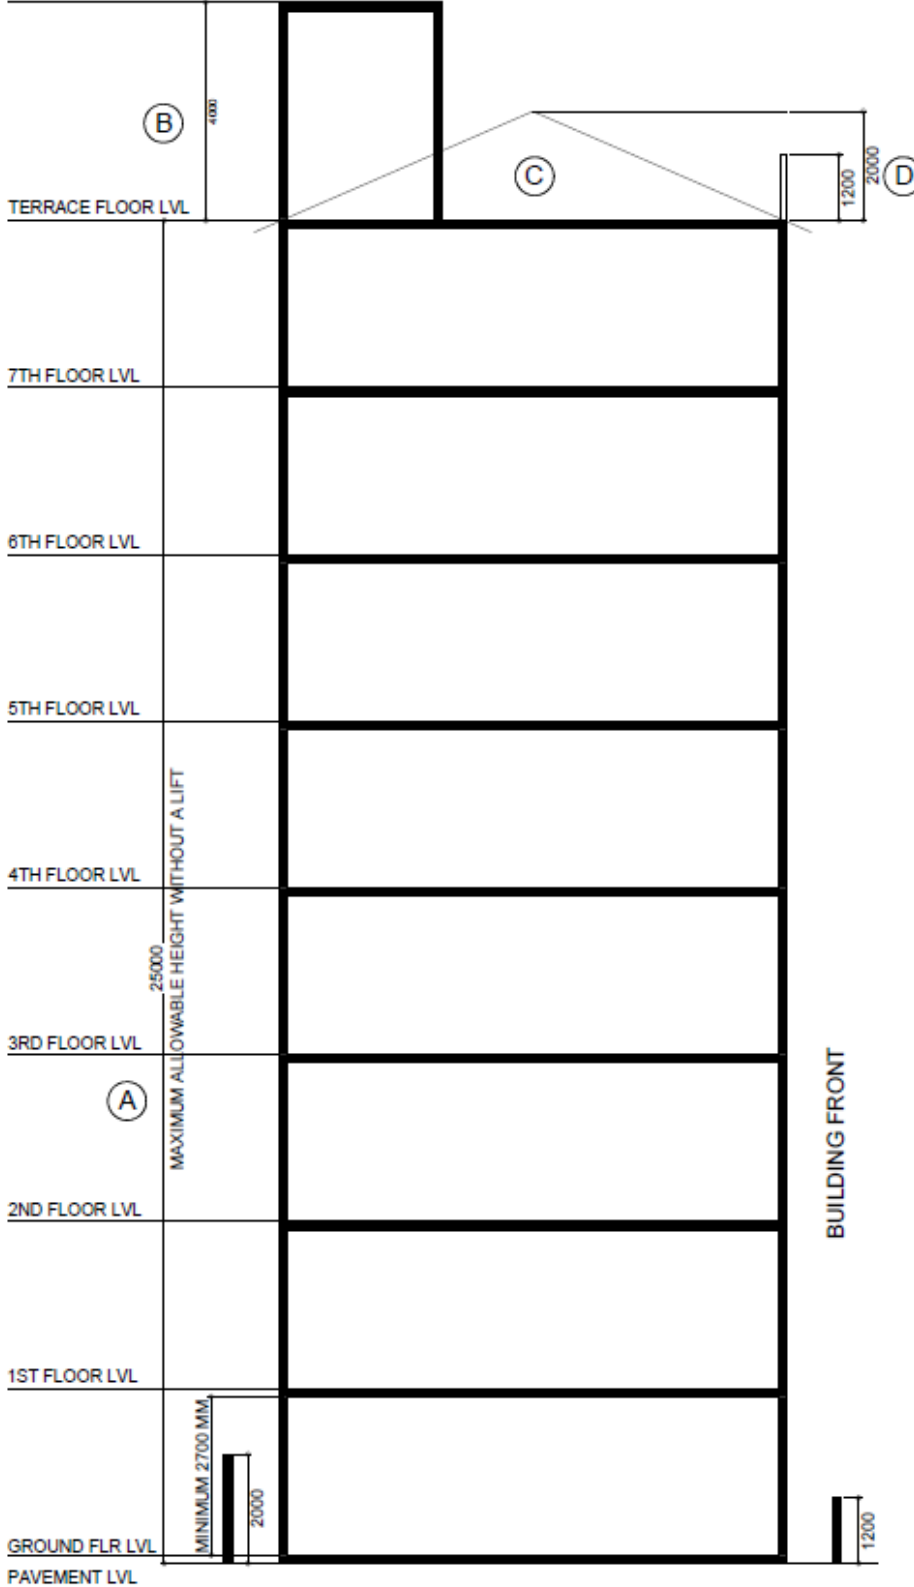 B
4000
C
1200
2000
D
TERRACE FLOOR LVL
7TH FLOOR LVL
6TH FLOOR LVL
5TH FLOOR LVL
4TH FLOOR LVL
25000
MAXIMUM ALLOWABLE HEIGHT WITHOUT A LIFT
3RD FLOOR LVL
A
BUILDING FRONT
2ND FLOOR LVL
1ST FLOOR LVL
MINIMUM 2700 MM
2000
1200
GROUND FLR LVL
PAVEMENT LVL